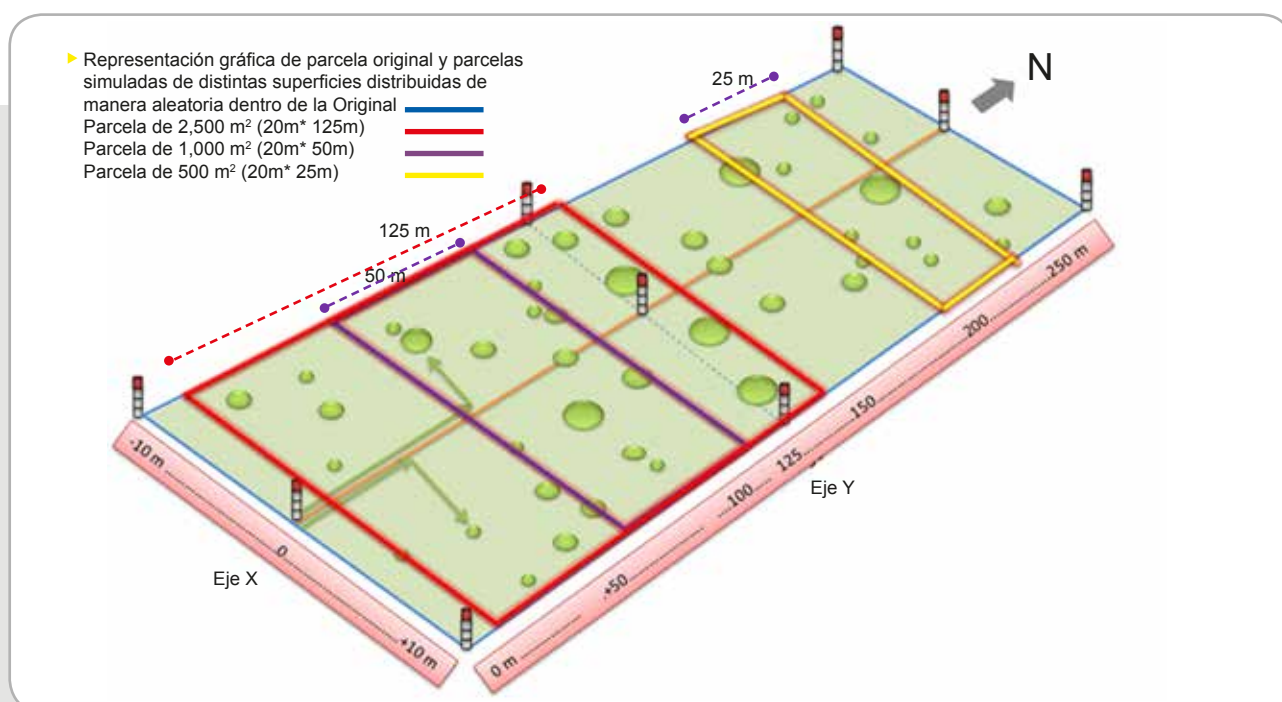 Representación gráfica de parcela original y parcelas
simuladas de distintas superficies distribuidas de
manera aleatoria dentro de la Original
Parcela de 2,500 m² (20m* 125m)
Parcela de 1,000 m² (20m* 50m)
Parcela de 500 m² (20m* 25m)
25 m
N
125 m
50 m
-10 m
0
+10 m
Eje X
0 m
+50
100
125
150
200
250 m
Eje Y